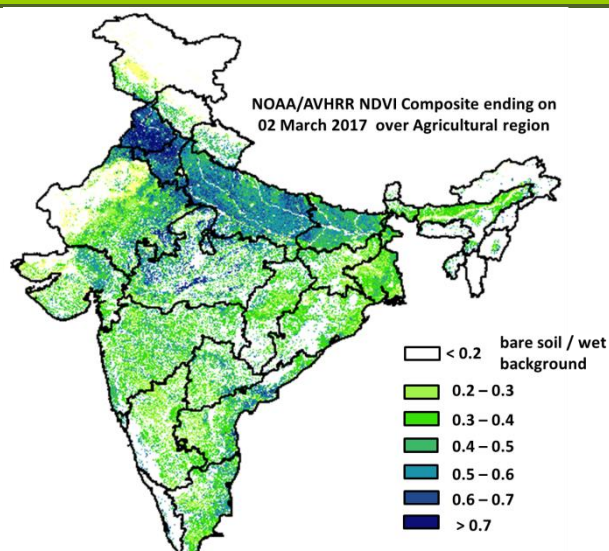 NOAA/AVHRR NDVI Composite ending on
02 March 2017 over Agricultural region
< 0.2 bare soil / wet
background
0.2 – 0.3
0.3 – 0.4
0.4 – 0.5
0.5 – 0.6
0.6 – 0.7
> 0.7